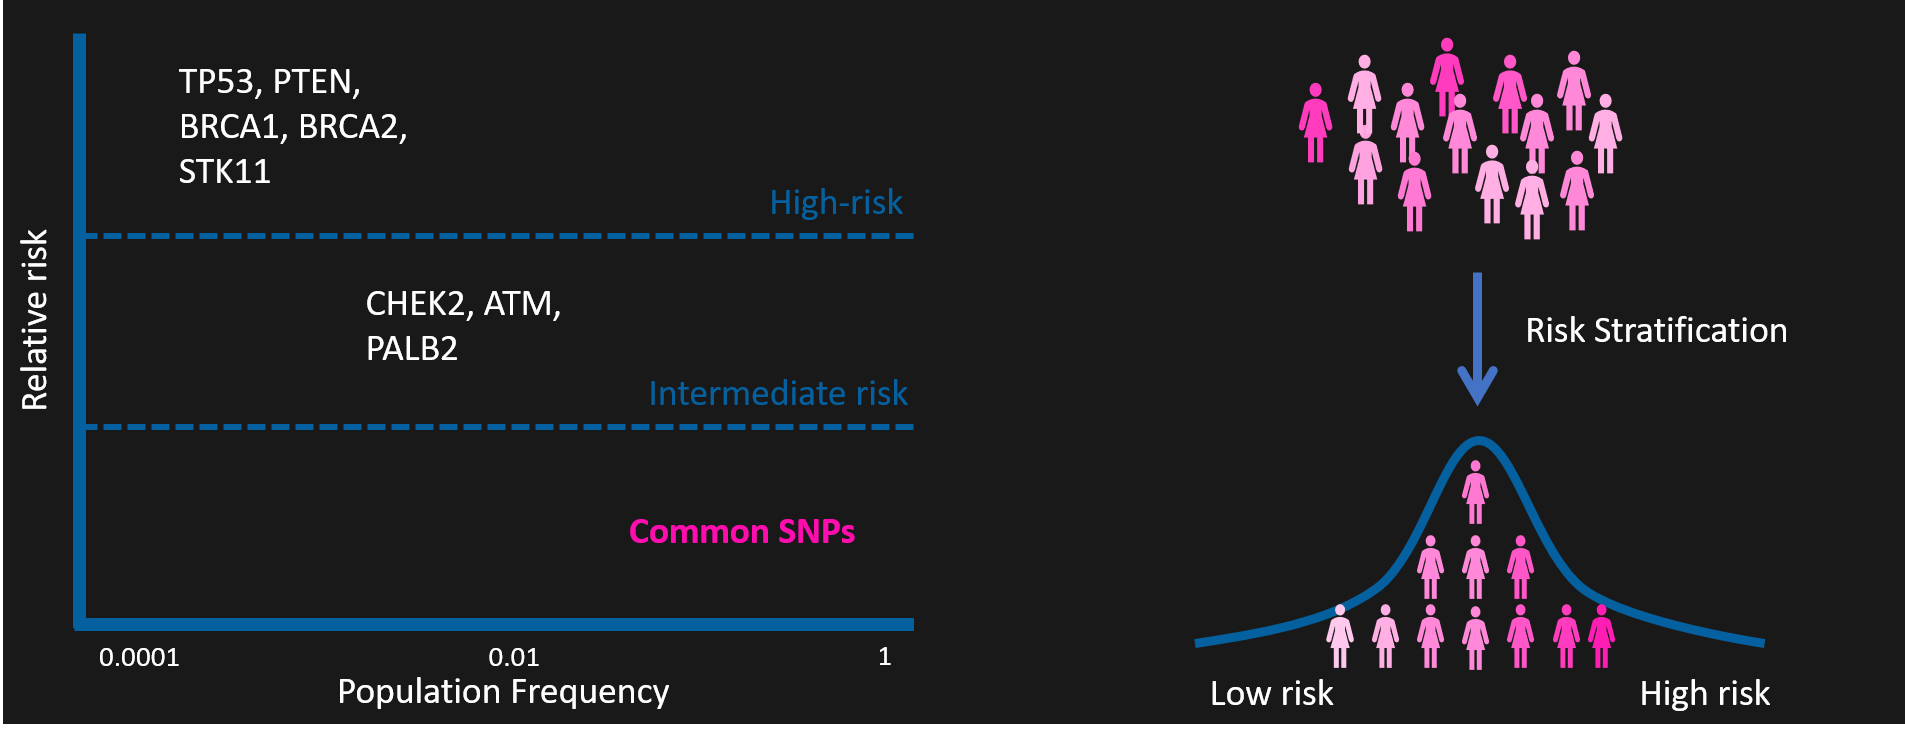 TP53, PTEN,
BRCA1, BRCA2,
STK11
High-risk
Relative risk
CHEK2, ATM,
PALB2
Intermediate risk
Common SNPs
0.0001
0.01
1
Population Frequency
Risk Stratification
Low risk
High risk